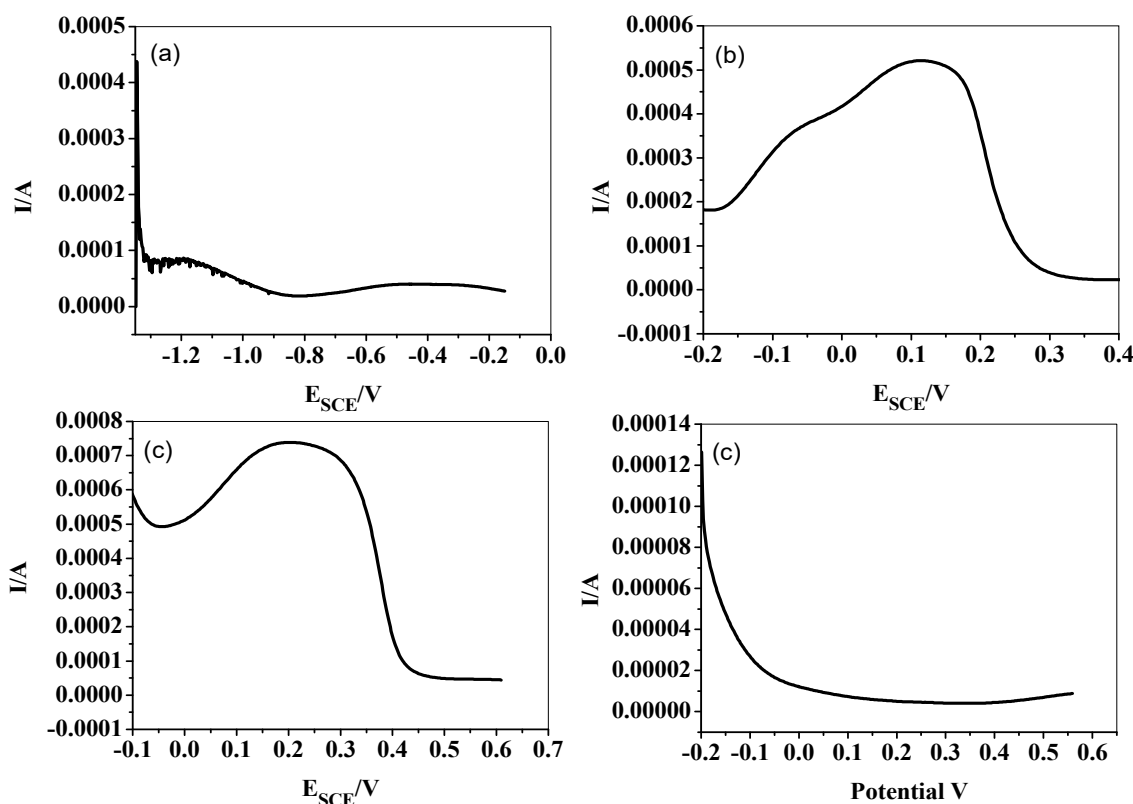 (a)
0.0005
0.0004
0.0003
0.0002
0.0001
0.0000
I/A
-1.2 -1.0 -0.8 -0.6 -0.4 -0.2 0.0
E_SCE/V
(b)
0.0006
0.0005
0.0004
0.0003
0.0002
0.0001
0.0000
-0.0001
I/A
-0.2 -0.1 0.0 0.1 0.2 0.3 0.4
E_SCE/V
(c)
0.0008
0.0007
0.0006
0.0005
0.0004
0.0003
0.0002
0.0001
0.0000
-0.0001
I/A
-0.1 0.0 0.1 0.2 0.3 0.4 0.5 0.6 0.7
E_SCE/V
(c)
0.00014
0.00012
0.00010
0.00008
0.00006
0.00004
0.00002
0.00000
I/A
-0.2 -0.1 0.0 0.1 0.2 0.3 0.4 0.5 0.6
Potential V